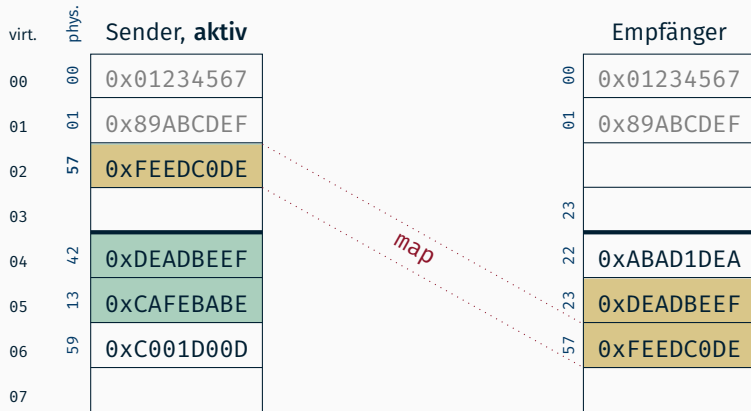 virt. phys. Sender, aktiv Empfänger
00 00 0x01234567 00 0x01234567
01 01 0x89ABCDEF 01 0x89ABCDEF
02 57 0xFEEDC0DE
03 23
map
04 42 0xDEADBEEF 22 0xABAD1DEA
05 13 0xCAFEBABE 23 0xDEADBEEF
06 59 0xC001D00D 57 0xFEEDC0DE
07